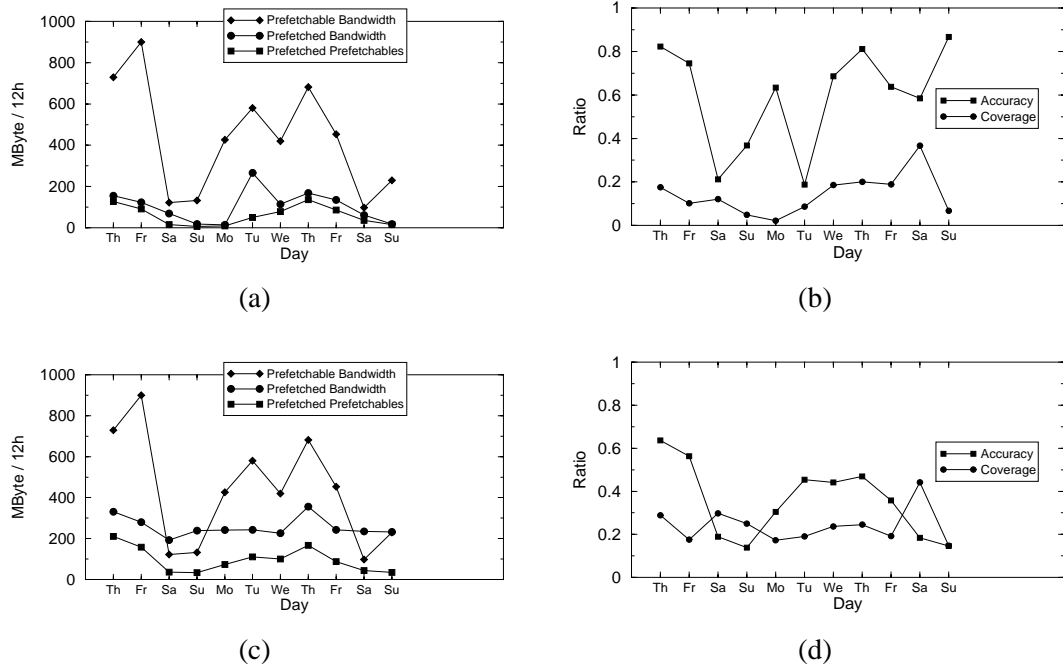 1000
800
600
400
200
0
MByte / 12h
Prefetchable Bandwidth
Prefetched Bandwidth
Prefetched Prefetchables
Th Fr Sa Su Mo Tu We Th Fr Sa Su
Day
(a)
1
0.8
0.6
0.4
0.2
0
Ratio
Accuracy
Coverage
Th Fr Sa Su Mo Tu We Th Fr Sa Su
Day
(b)
1000
800
600
400
200
0
MByte / 12h
Prefetchable Bandwidth
Prefetched Bandwidth
Prefetched Prefetchables
Th Fr Sa Su Mo Tu We Th Fr Sa Su
Day
(c)
1
0.8
0.6
0.4
0.2
0
Ratio
Accuracy
Coverage
Th Fr Sa Su Mo Tu We Th Fr Sa Su
Day
(d)